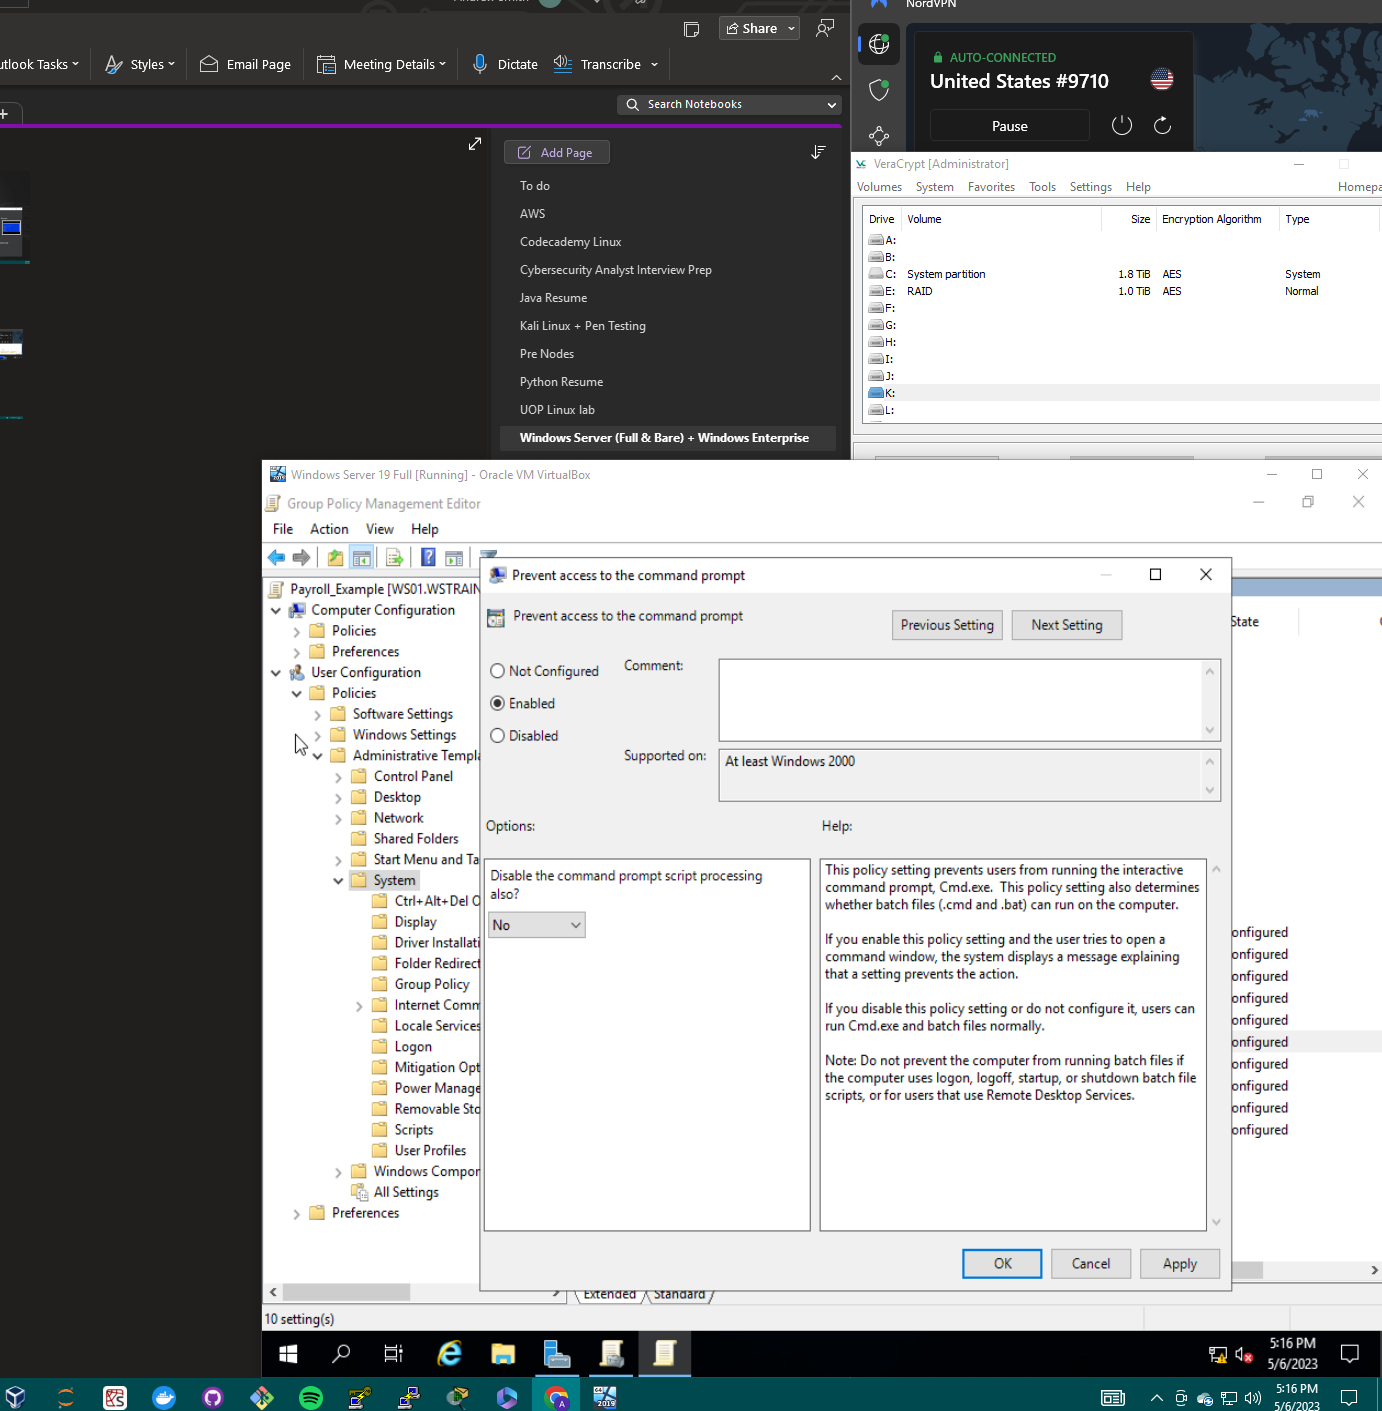 NordVPN
Share
utlook Tasks
Styles
Email Page
Meeting Details
Dictate
Transcribe
AUTO-CONNECTED
United States #9710
Pause
Search Notebooks
Add Page
To do
AWS
Codecademy Linux
Cybersecurity Analyst Interview Prep
Java Resume
Kali Linux + Pen Testing
Pre Nodes
Python Resume
UOP Linux lab
Windows Server (Full & Bare) + Windows Enterprise
VeraCrypt [Administrator]
Volumes System Favorites Tools Settings Help Homepa
Drive Volume Size Encryption Algorithm Type
A:
B:
C: System partition 1.8 TiB AES System
E: RAID 1.0 TiB AES Normal
F:
G:
H:
I:
J:
K:
L:
Windows Server 19 Full [Running] - Oracle VM VirtualBox
Group Policy Management Editor
File Action View Help
Payroll_Example [WS01.WSTRAIN
Computer Configuration
Policies
Preferences
User Configuration
Policies
Software Settings
Windows Settings
Administrative Templa
Control Panel
Desktop
Network
Shared Folders
Start Menu and Ta
System
Ctrl+Alt+Del O
Display
Driver Installati
Folder Redirect
Group Policy
Internet Comm
Locale Services
Logon
Mitigation Opt
Power Manage
Removable Sto
Scripts
User Profiles
Windows Compor
All Settings
Preferences
Prevent access to the command prompt
Prevent access to the command prompt
Previous Setting
Next Setting
Not Configured
Enabled
Disabled
Comment:
Supported on:
At least Windows 2000
Options:
Help:
Disable the command prompt script processing
also?
No
This policy setting prevents users from running the interactive
command prompt, Cmd.exe. This policy setting also determines
whether batch files (.cmd and .bat) can run on the computer.
If you enable this policy setting and the user tries to open a
command window, the system displays a message explaining
that a setting prevents the action.
If you disable this policy setting or do not configure it, users can
run Cmd.exe and batch files normally.
Note: Do not prevent the computer from running batch files if
the computer uses logon, logoff, startup, or shutdown batch file
scripts, or for users that use Remote Desktop Services.
OK
Cancel
Apply
State
onfigured
onfigured
onfigured
onfigured
onfigured
onfigured
onfigured
onfigured
onfigured
onfigured
Extended
Standard
10 setting(s)
5:16 PM
5/6/2023
5:16 PM
5/6/2023